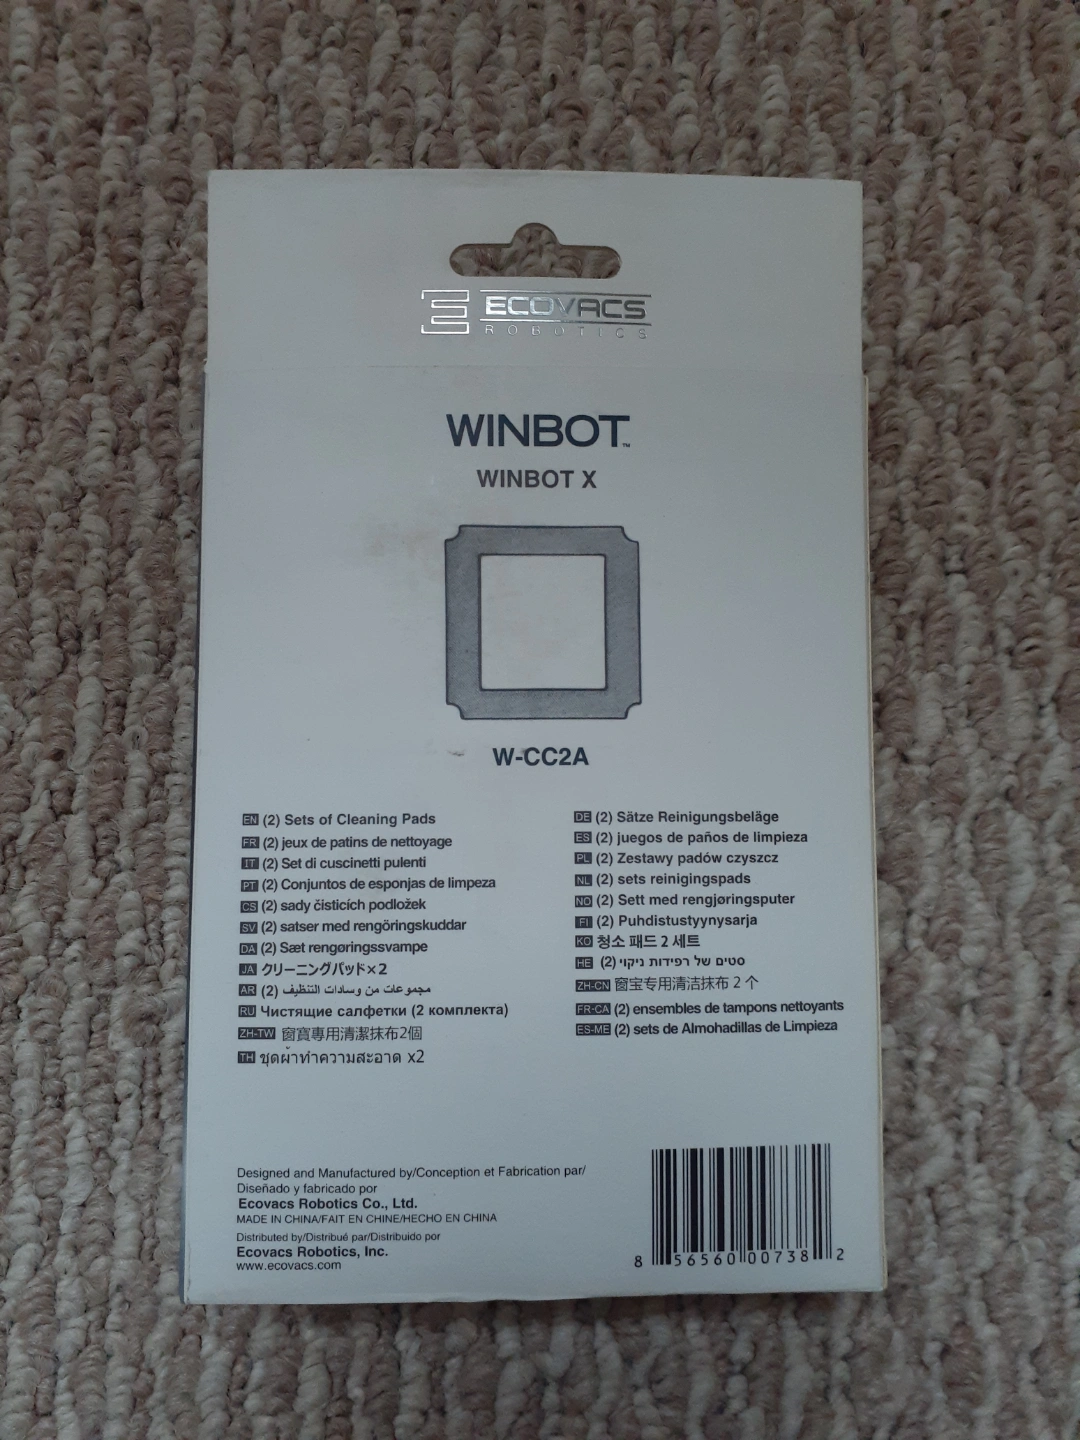 ECOVACS
ROBOTICS
WINBOT™
WINBOT X
W-CC2A
EN (2) Sets of Cleaning Pads
FR (2) jeux de patins de nettoyage
IT (2) Set di cuscinetti pulenti
PT (2) Conjuntos de esponjas de limpeza
CS (2) sady čisticích podložek
SV (2) satser med rengöringskuddar
DA (2) Sæt rengøringssvampe
JA クリーニングパッド×2
AR (2) مجموعات من وسادات التنظيف
RU Чистящие салфетки (2 комплекта)
ZH-TW 窗寶專用清潔抹布2個
TH ชุดผ้าทำความสะอาด x2
DE (2) Sätze Reinigungsbeläge
ES (2) juegos de paños de limpieza
PL (2) Zestawy padów czyszcz
NL (2) sets reinigingspads
NO (2) Sett med rengjøringsputer
FI (2) Puhdistustyynysarja
KO 청소 패드 2 세트
HE (2) סטים של רפידות ניקוי
ZH-CN 窗宝专用清洁抹布 2 个
FR-CA (2) ensembles de tampons nettoyants
ES-ME (2) sets de Almohadillas de Limpieza
Designed and Manufactured by/Conception et Fabrication par/
Diseñado y fabricado por
Ecovacs Robotics Co., Ltd.
MADE IN CHINA/FAIT EN CHINE/HECHO EN CHINA
Distributed by/Distribué par/Distribuido por
Ecovacs Robotics, Inc.
www.ecovacs.com
8 56560 00738 2